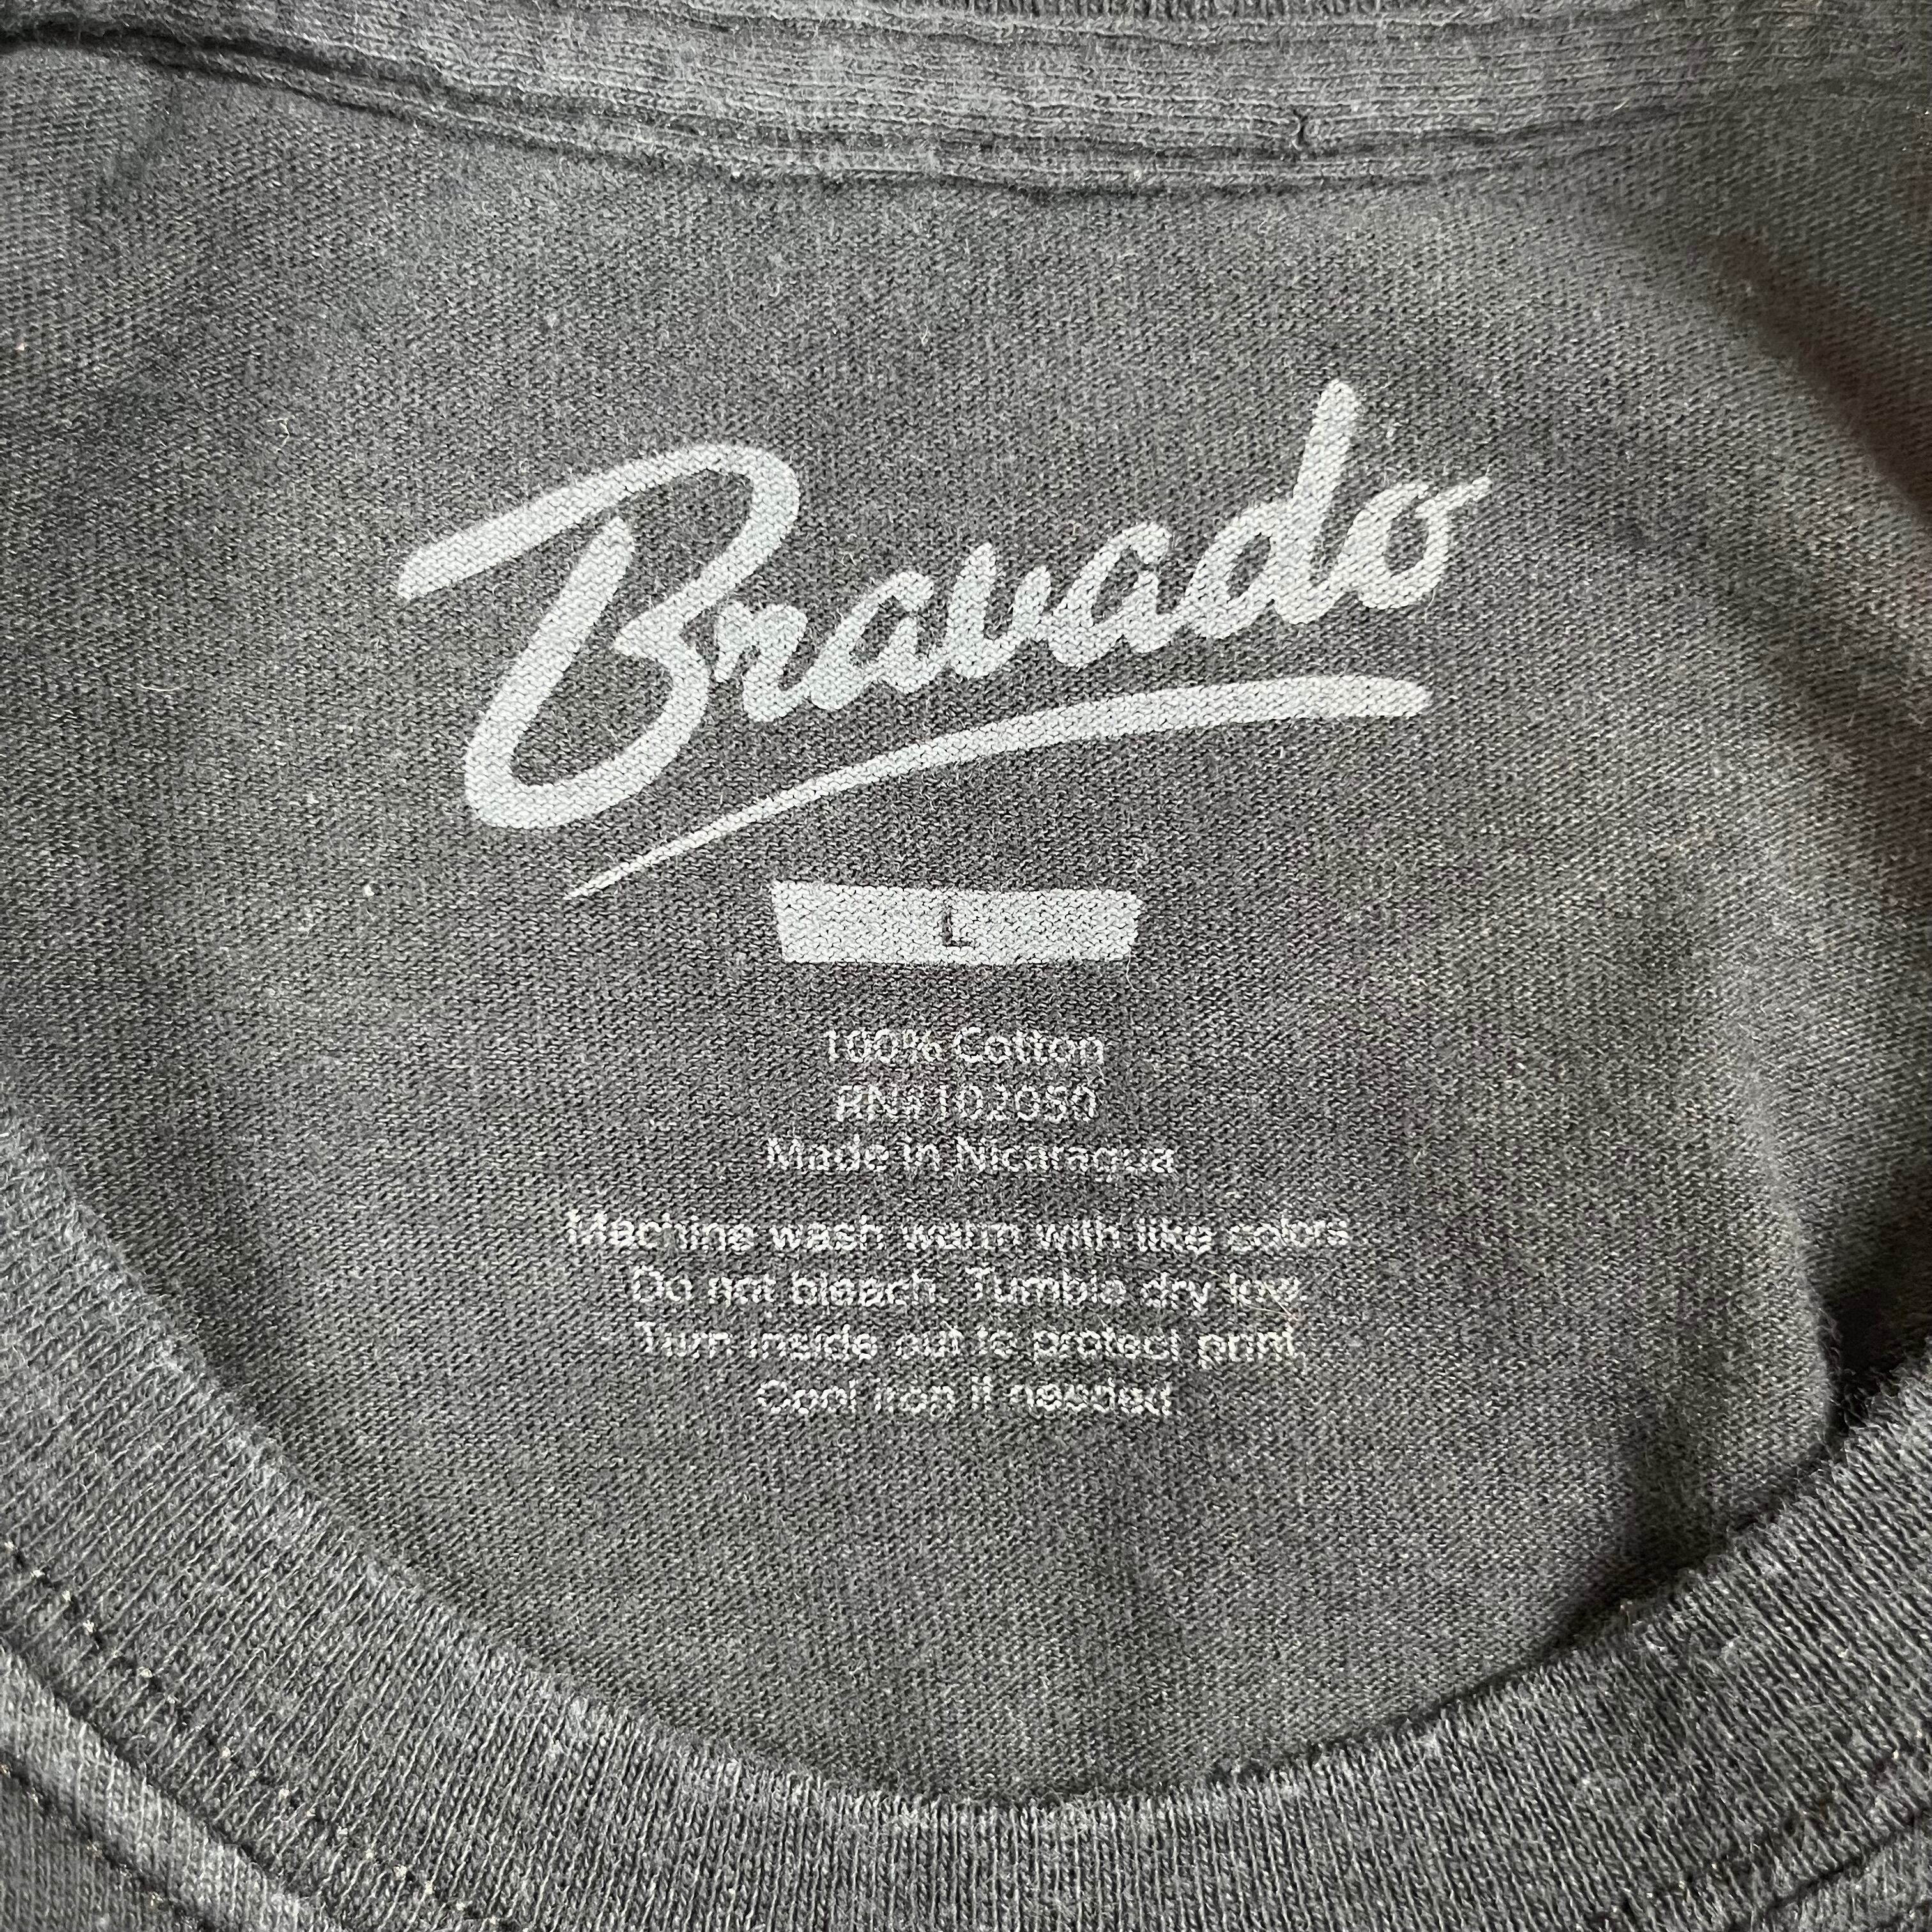 Bravado
L
100% Cotton
RN#102050
Made in Nicaragua
Machine wash warm with like colors
Do not bleach. Tumble dry low.
Turn inside out to protect print.
Cool iron if needed.